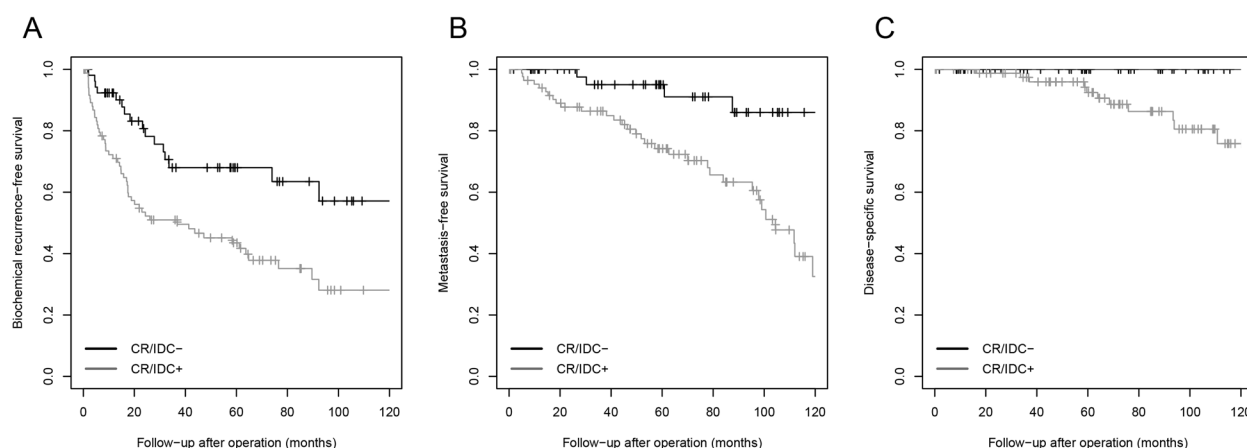 A
Biochemical recurrence-free survival
1.0
0.8
0.6
0.4
0.2
0.0
CR/IDC-
CR/IDC+
0 20 40 60 80 100 120
Follow-up after operation (months)
B
Metastasis-free survival
1.0
0.8
0.6
0.4
0.2
0.0
CR/IDC-
CR/IDC+
0 20 40 60 80 100 120
Follow-up after operation (months)
C
Disease-specific survival
1.0
0.8
0.6
0.4
0.2
0.0
CR/IDC-
CR/IDC+
0 20 40 60 80 100 120
Follow-up after operation (months)